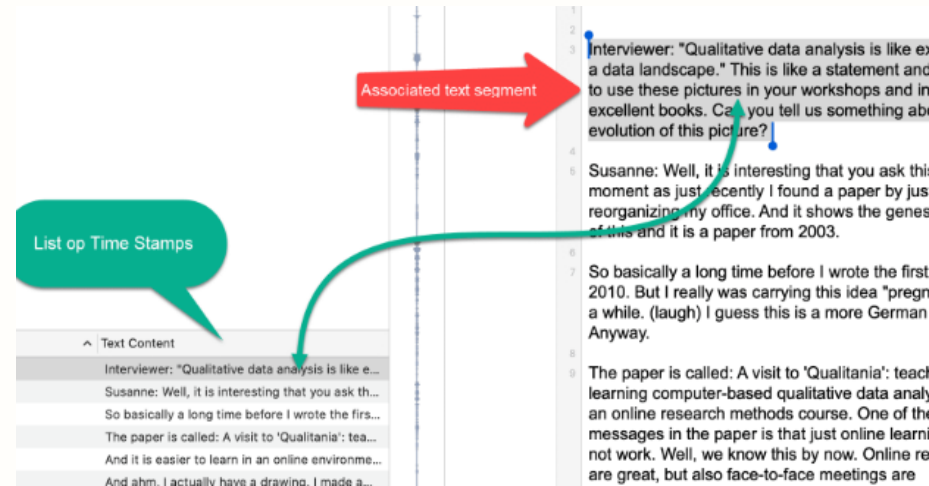 Associated text segment
List op Time Stamps
Text Content
Interviewer: "Qualitative data analysis is like e...
Susanne: Well, it is interesting that you ask th...
So basically a long time before I wrote the firs...
The paper is called: A visit to 'Qualitania': tea...
And it is easier to learn in an online environme...
And ahm, I actually have a drawing. I made a...
1
2
3 Interviewer: "Qualitative data analysis is like ex
a data landscape." This is like a statement and
to use these pictures in your workshops and in
excellent books. Can you tell us something abo
evolution of this picture?
4
5 Susanne: Well, it is interesting that you ask this
moment as just recently I found a paper by jus
reorganizing my office. And it shows the genes
of this and it is a paper from 2003.
6
7 So basically a long time before I wrote the first
2010. But I really was carrying this idea "pregn
a while. (laugh) I guess this is a more German
Anyway.
8
9 The paper is called: A visit to 'Qualitania': teach
learning computer-based qualitative data analy
an online research methods course. One of the
messages in the paper is that just online learni
not work. Well, we know this by now. Online re
are great, but also face-to-face meetings are